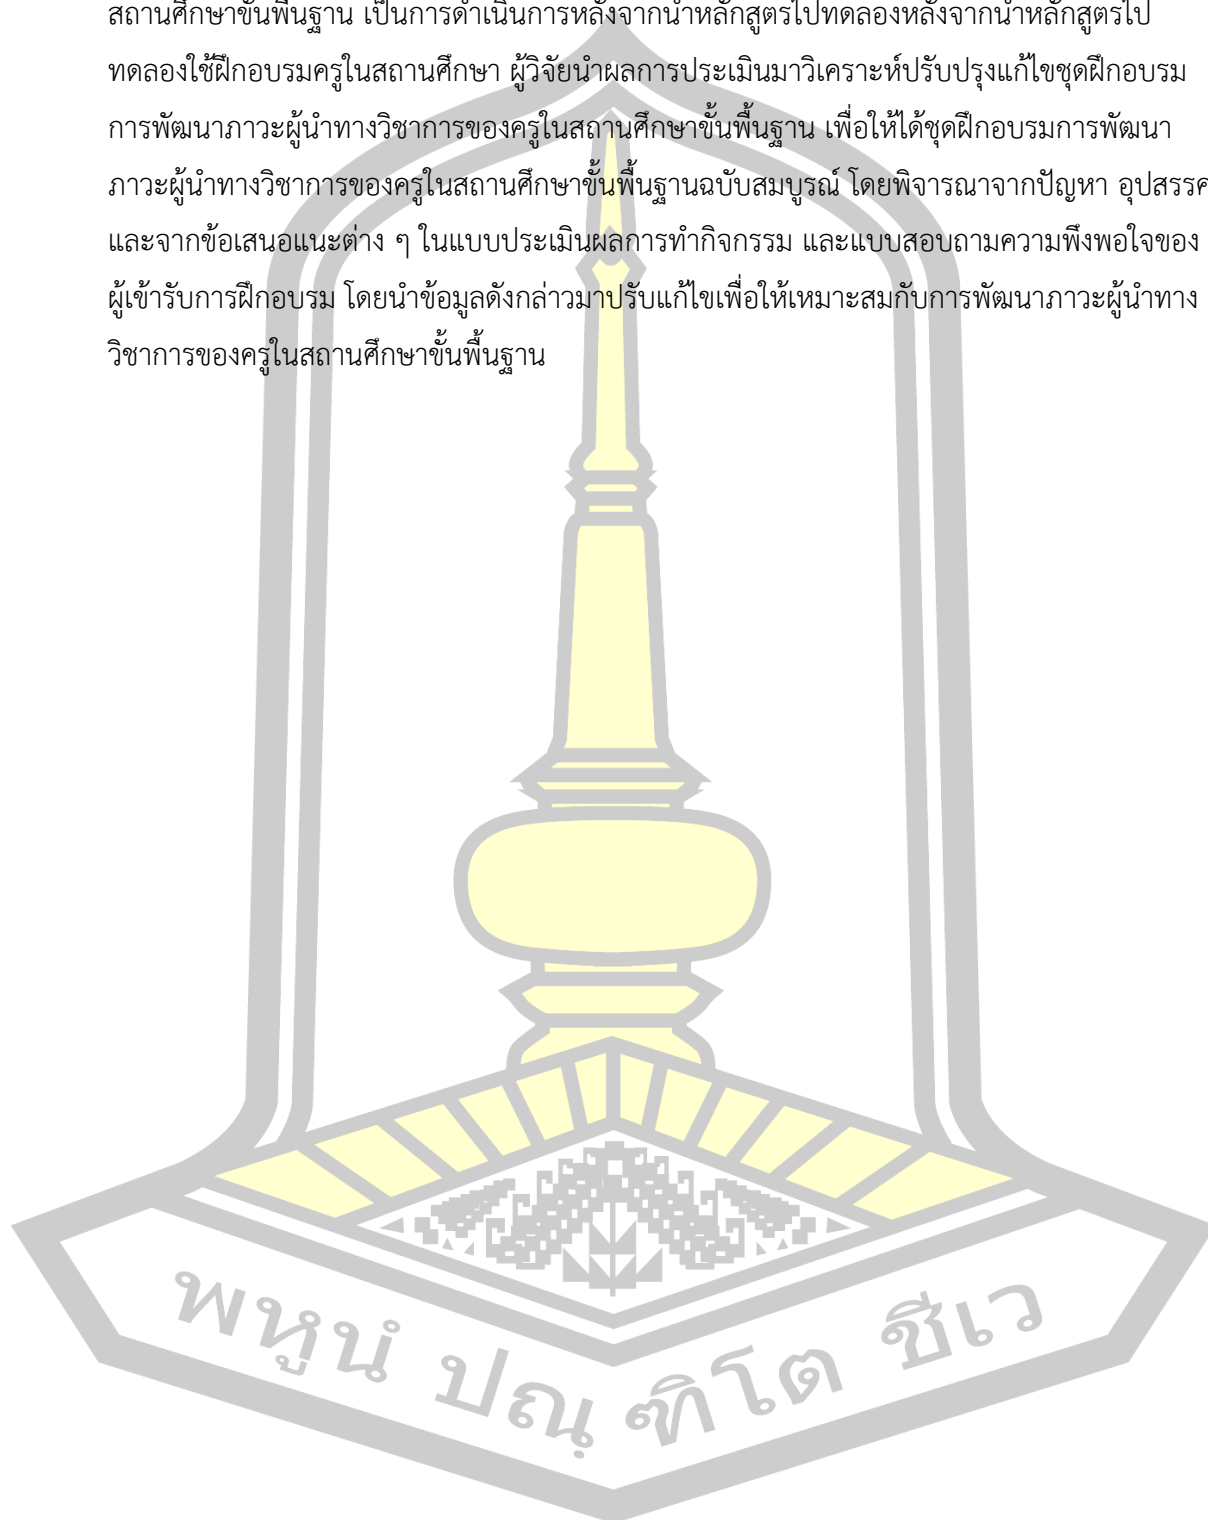 สถานศึกษาขั้นพื้นฐาน เป็นการดำเนินการหลังจากนำหลักสูตรไปทดลองหลังจากนำหลักสูตรไป
ทดลองใช้ฝึกอบรมครูในสถานศึกษา ผู้วิจัยนำผลการประเมินมาวิเคราะห์ปรับปรุงแก้ไขชุดฝึกอบรม
การพัฒนาภาวะผู้นำทางวิชาการของครูในสถานศึกษาขั้นพื้นฐาน เพื่อให้ได้ชุดฝึกอบรมการพัฒนา
ภาวะผู้นำทางวิชาการของครูในสถานศึกษาขั้นพื้นฐานฉบับสมบูรณ์ โดยพิจารณาจากปัญหา อุปสรรค
และจากข้อเสนอแนะต่าง ๆ ในแบบประเมินผลการทำกิจกรรม และแบบสอบถามความพึงพอใจของ
ผู้เข้ารับการฝึกอบรม โดยนำข้อมูลดังกล่าวมาปรับแก้ไขเพื่อให้เหมาะสมกับการพัฒนาภาวะผู้นำทาง
วิชาการของครูในสถานศึกษาขั้นพื้นฐาน
พหูนํ ปณฺฑิโต ชีเว